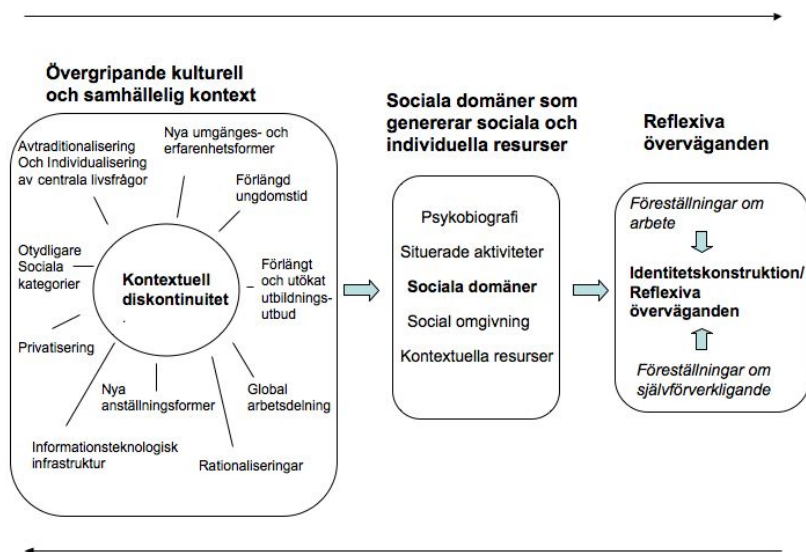 Övergripande kulturell
och samhällelig kontext
Avtraditionalisering
Och Individualisering
av centrala livsfrågor
Nya umgänges- och
erfarenhetsformer
Förlängd
ungdomstid
Otydligare
Sociala
kategorier
Kontextuell
diskontinuitet
.
Förlängt
och utökat
utbildnings-
utbud
Privatisering
Nya
anställningsformer
Global
arbetsdelning
Informationsteknologisk
infrastruktur
Rationaliseringar
Sociala domäner som
genererar sociala och
individuella resurser
Psykobiografi
Situerade aktiviteter
Sociala domäner
Social omgivning
Kontextuella resurser
Reflexiva
överväganden
Föreställningar om
arbete
Identitetskonstruktion/
Reflexiva
överväganden
Föreställningar om
självförverkligande